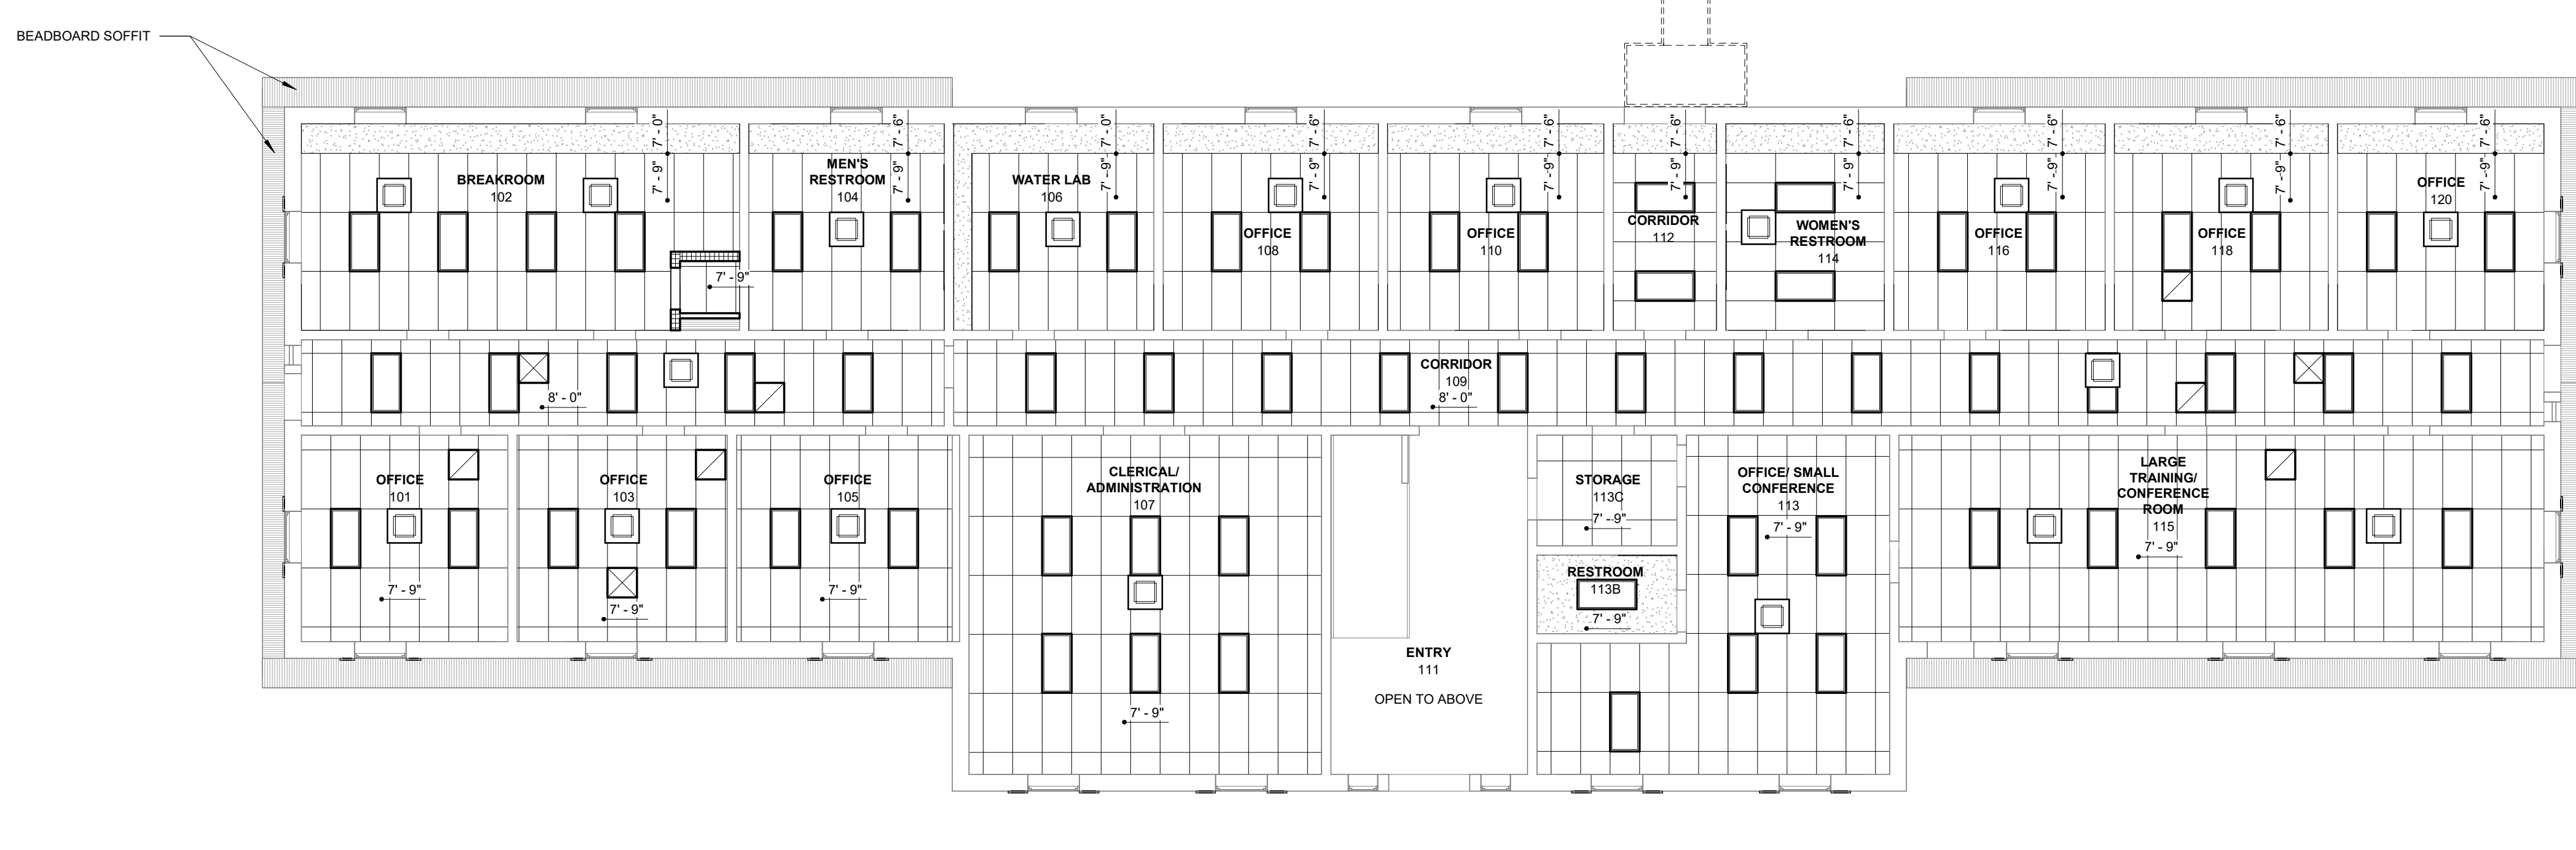 BEADBOARD SOFFIT
BREAKROOM
102
7' - 0"
7' - 9"
7' - 9"
MEN'S
RESTROOM
104
7' - 6"
7' - 9"
WATER LAB
106
7' - 0"
7' - 9"
OFFICE
108
7' - 6"
7' - 9"
OFFICE
110
7' - 6"
7' - 9"
CORRIDOR
112
7' - 6"
7' - 9"
WOMEN'S
RESTROOM
114
7' - 6"
7' - 9"
OFFICE
116
7' - 6"
7' - 9"
OFFICE
118
7' - 6"
7' - 9"
OFFICE
120
7' - 6"
7' - 9"
8' - 0"
CORRIDOR
109
8' - 0"
OFFICE
101
7' - 9"
OFFICE
103
7' - 9"
OFFICE
105
7' - 9"
CLERICAL/
ADMINISTRATION
107
7' - 9"
ENTRY
111
OPEN TO ABOVE
STORAGE
113C
7' - 9"
RESTROOM
113B
7' - 9"
OFFICE/ SMALL
CONFERENCE
113
7' - 9"
LARGE
TRAINING/
CONFERENCE
ROOM
115
7' - 9"